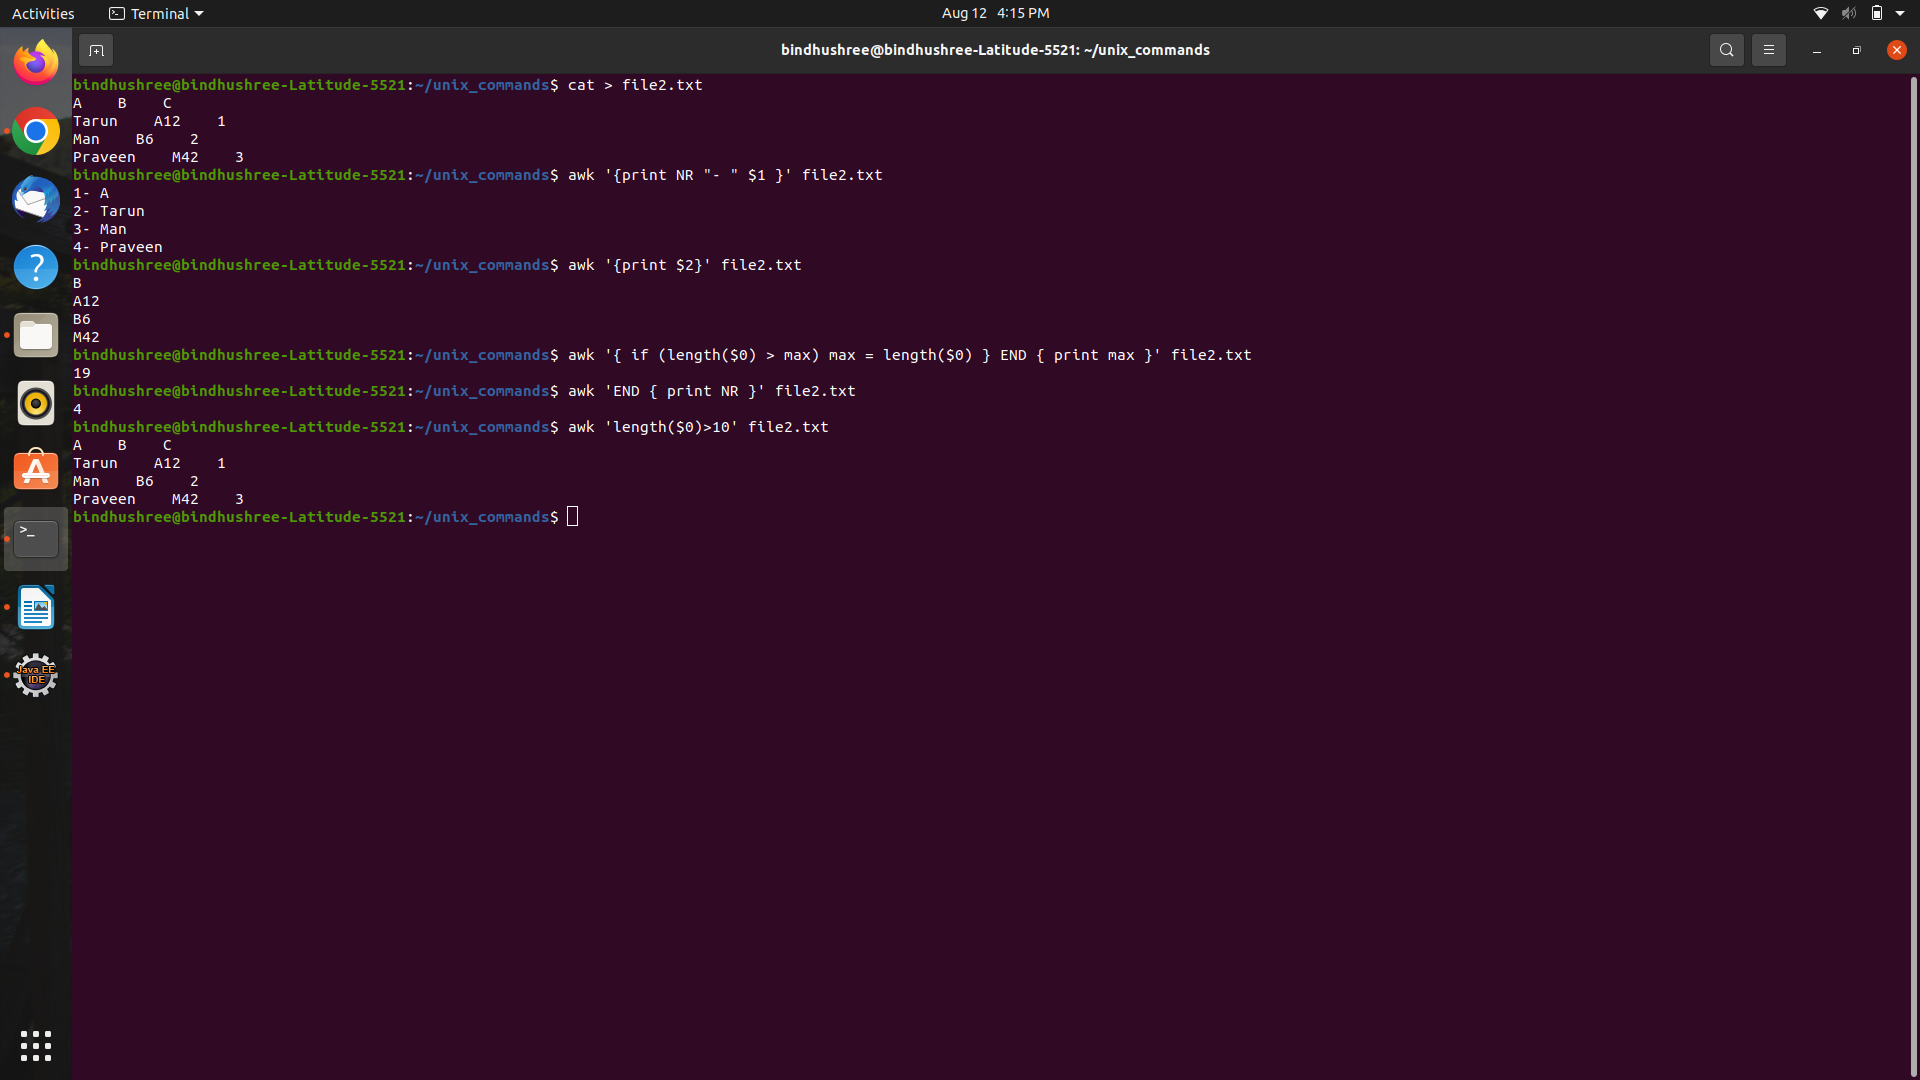 Activities Terminal Aug 12 4:15 PM
bindhushree@bindhushree-Latitude-5521: ~/unix_commands
bindhushree@bindhushree-Latitude-5521:~/unix_commands$ cat > file2.txt
A    B    C
Tarun    A12    1
Man    B6    2
Praveen    M42    3
bindhushree@bindhushree-Latitude-5521:~/unix_commands$ awk '{print NR "- " $1 }' file2.txt
1- A
2- Tarun
3- Man
4- Praveen
bindhushree@bindhushree-Latitude-5521:~/unix_commands$ awk '{print $2}' file2.txt
B
A12
B6
M42
bindhushree@bindhushree-Latitude-5521:~/unix_commands$ awk '{ if (length($0) > max) max = length($0) } END { print max }' file2.txt
19
bindhushree@bindhushree-Latitude-5521:~/unix_commands$ awk 'END { print NR }' file2.txt
4
bindhushree@bindhushree-Latitude-5521:~/unix_commands$ awk 'length($0)>10' file2.txt
A    B    C
Tarun    A12    1
Man    B6    2
Praveen    M42    3
bindhushree@bindhushree-Latitude-5521:~/unix_commands$
Java EE
IDE